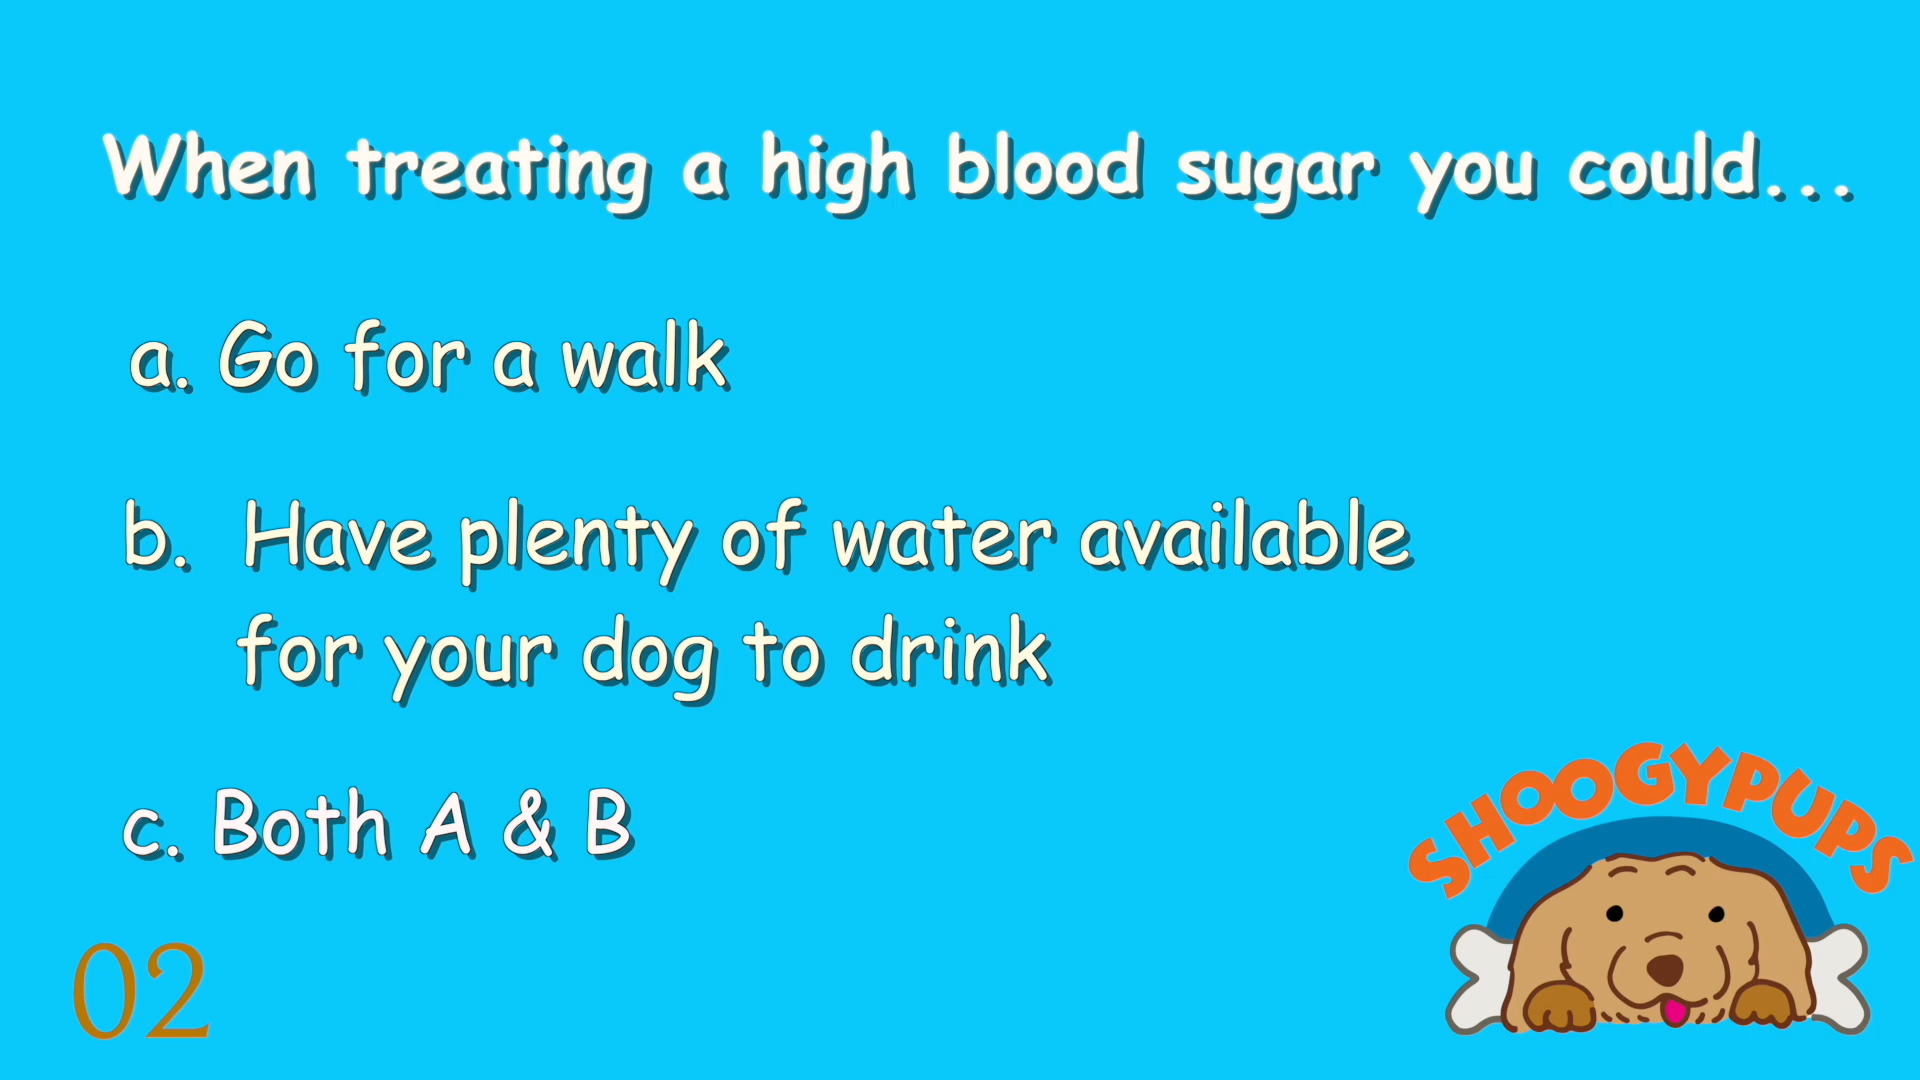 When treating a high blood sugar you could...
a. Go for a walk
b. Have plenty of water available
for your dog to drink
c. Both A & B
SHOOGYPUPS
02